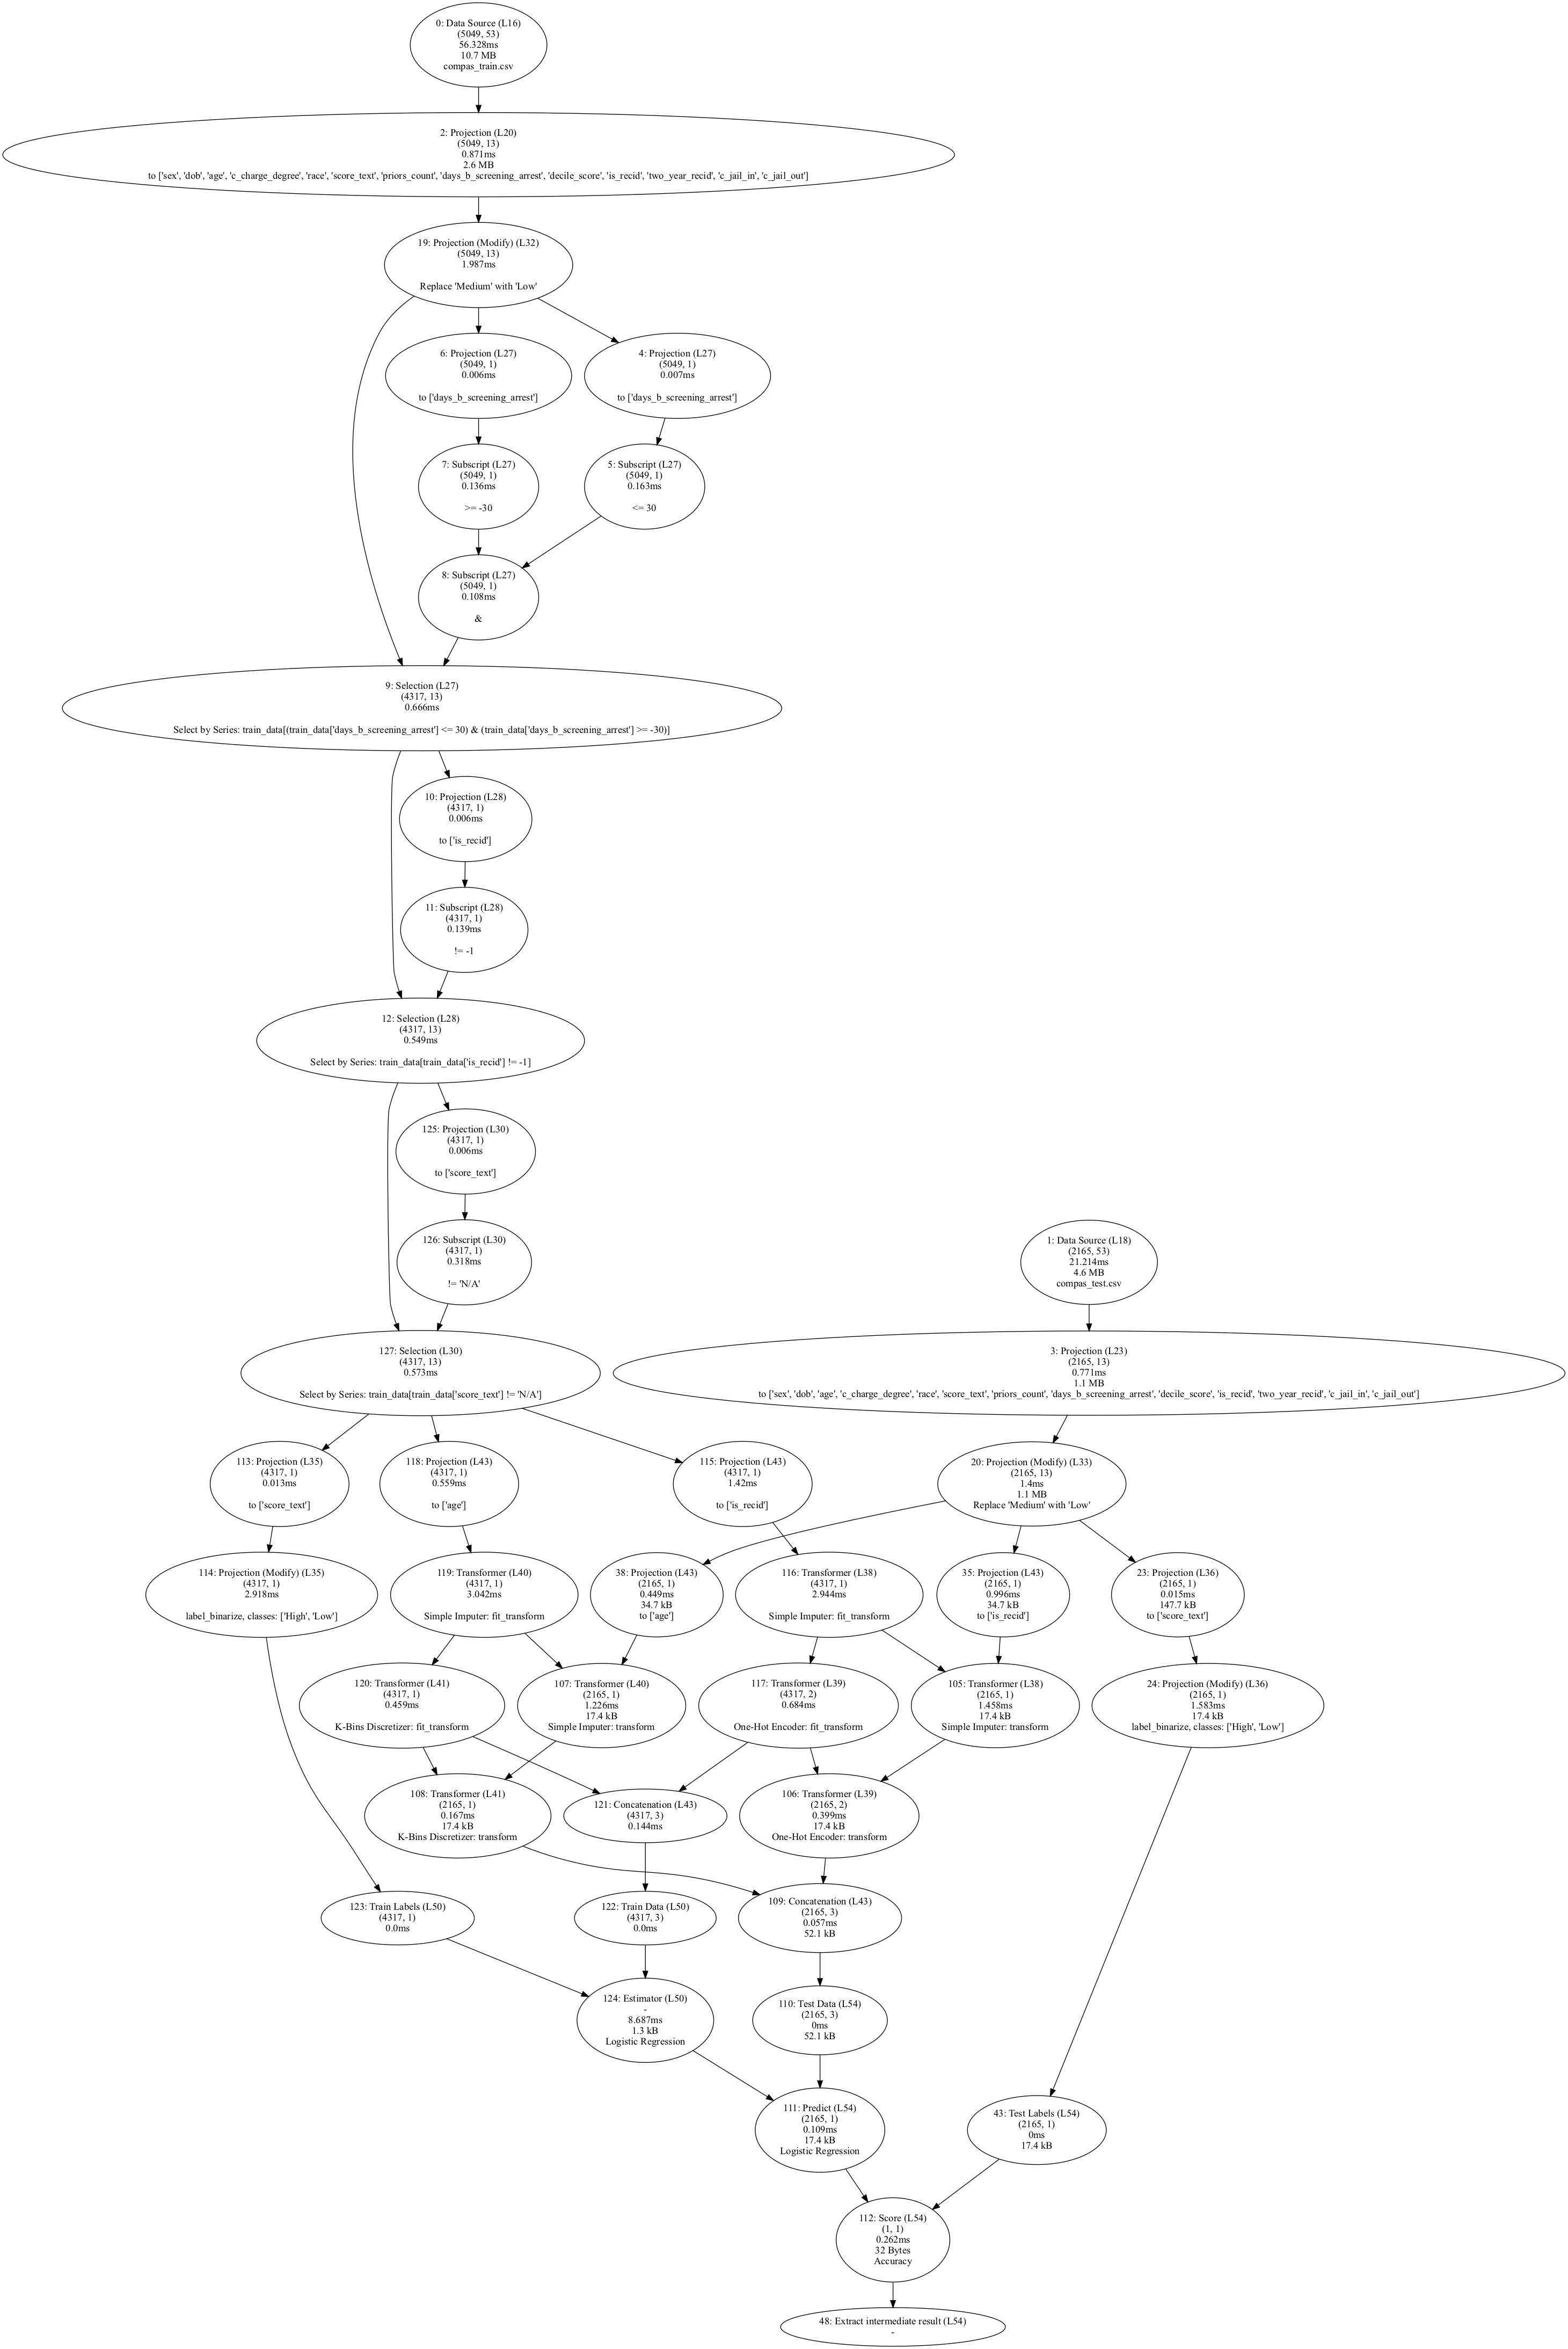 0: Data Source (L16)
(5049, 53)
56.328ms
10.7 MB
compas_train.csv
2: Projection (L20)
(5049, 13)
0.871ms
2.6 MB
to ['sex', 'dob', 'age', 'c_charge_degree', 'race', 'score_text', 'priors_count', 'days_b_screening_arrest', 'decile_score', 'is_recid', 'two_year_recid', 'c_jail_in', 'c_jail_out']
19: Projection (Modify) (L32)
(5049, 13)
1.987ms
Replace 'Medium' with 'Low'
6: Projection (L27)
(5049, 1)
0.006ms
to ['days_b_screening_arrest']
4: Projection (L27)
(5049, 1)
0.007ms
to ['days_b_screening_arrest']
7: Subscript (L27)
(5049, 1)
0.136ms
>= -30
5: Subscript (L27)
(5049, 1)
0.163ms
<= 30
8: Subscript (L27)
(5049, 1)
0.108ms
&
9: Selection (L27)
(4317, 13)
0.666ms
Select by Series: train_data[(train_data['days_b_screening_arrest'] <= 30) & (train_data['days_b_screening_arrest'] >= -30)]
10: Projection (L28)
(4317, 1)
0.006ms
to ['is_recid']
11: Subscript (L28)
(4317, 1)
0.139ms
!= -1
12: Selection (L28)
(4317, 13)
0.549ms
Select by Series: train_data[train_data['is_recid'] != -1]
125: Projection (L30)
(4317, 1)
0.006ms
to ['score_text']
126: Subscript (L30)
(4317, 1)
0.318ms
!= 'N/A'
1: Data Source (L18)
(2165, 53)
21.214ms
4.6 MB
compas_test.csv
127: Selection (L30)
(4317, 13)
0.573ms
Select by Series: train_data[train_data['score_text'] != 'N/A']
3: Projection (L23)
(2165, 13)
0.771ms
1.1 MB
to ['sex', 'dob', 'age', 'c_charge_degree', 'race', 'score_text', 'priors_count', 'days_b_screening_arrest', 'decile_score', 'is_recid', 'two_year_recid', 'c_jail_in', 'c_jail_out']
113: Projection (L35)
(4317, 1)
0.013ms
to ['score_text']
118: Projection (L43)
(4317, 1)
0.559ms
to ['age']
115: Projection (L43)
(4317, 1)
1.42ms
to ['is_recid']
20: Projection (Modify) (L33)
(2165, 13)
1.4ms
1.1 MB
Replace 'Medium' with 'Low'
114: Projection (Modify) (L35)
(4317, 1)
2.918ms
label_binarize, classes: ['High', 'Low']
119: Transformer (L40)
(4317, 1)
3.042ms
Simple Imputer: fit_transform
38: Projection (L43)
(2165, 1)
0.449ms
34.7 kB
to ['age']
116: Transformer (L38)
(4317, 1)
2.944ms
Simple Imputer: fit_transform
35: Projection (L43)
(2165, 1)
0.996ms
34.7 kB
to ['is_recid']
23: Projection (L36)
(2165, 1)
0.015ms
147.7 kB
to ['score_text']
120: Transformer (L41)
(4317, 1)
0.459ms
K-Bins Discretizer: fit_transform
107: Transformer (L40)
(2165, 1)
1.226ms
17.4 kB
Simple Imputer: transform
117: Transformer (L39)
(4317, 2)
0.684ms
One-Hot Encoder: fit_transform
105: Transformer (L38)
(2165, 1)
1.458ms
17.4 kB
Simple Imputer: transform
24: Projection (Modify) (L36)
(2165, 1)
1.583ms
17.4 kB
label_binarize, classes: ['High', 'Low']
108: Transformer (L41)
(2165, 1)
0.167ms
17.4 kB
K-Bins Discretizer: transform
121: Concatenation (L43)
(4317, 3)
0.144ms
106: Transformer (L39)
(2165, 2)
0.399ms
17.4 kB
One-Hot Encoder: transform
123: Train Labels (L50)
(4317, 1)
0.0ms
122: Train Data (L50)
(4317, 3)
0.0ms
109: Concatenation (L43)
(2165, 3)
0.057ms
52.1 kB
124: Estimator (L50)
-
8.687ms
1.3 kB
Logistic Regression
110: Test Data (L54)
(2165, 3)
0ms
52.1 kB
111: Predict (L54)
(2165, 1)
0.109ms
17.4 kB
Logistic Regression
43: Test Labels (L54)
(2165, 1)
0ms
17.4 kB
112: Score (L54)
(1, 1)
0.262ms
32 Bytes
Accuracy
48: Extract intermediate result (L54)
-